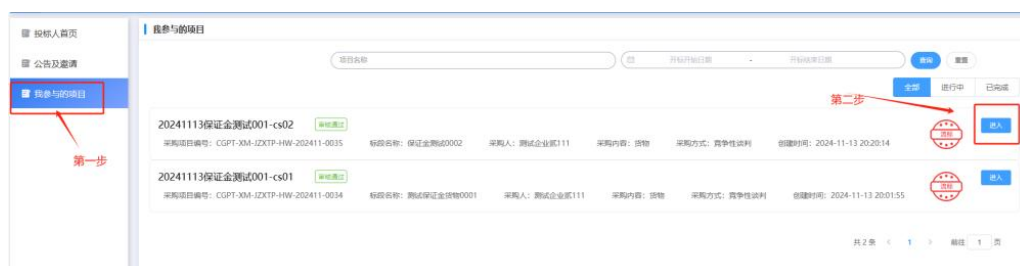 投标人首页
公告及邀请
我参与的项目
第一步
我参与的项目
项目名称 开标开始日期 - 开标结束日期 查询 重置
全部 进行中 已完成
第二步
20241113保证金测试001-cs02 审核通过 流标 进入
采购项目编号：CGPT-XM-JZXTP-HW-202411-0035 标段名称：保证金测试0002 采购人：测试企业贰111 采购内容：货物 采购方式：竞争性谈判 创建时间：2024-11-13 20:20:14
20241113保证金测试001-cs01 审核通过 流标 进入
采购项目编号：CGPT-XM-JZXTP-HW-202411-0034 标段名称：测试保证金货物0001 采购人：测试企业贰111 采购内容：货物 采购方式：竞争性谈判 创建时间：2024-11-13 20:01:55
共 2 条 < 1 > 前往 1 页